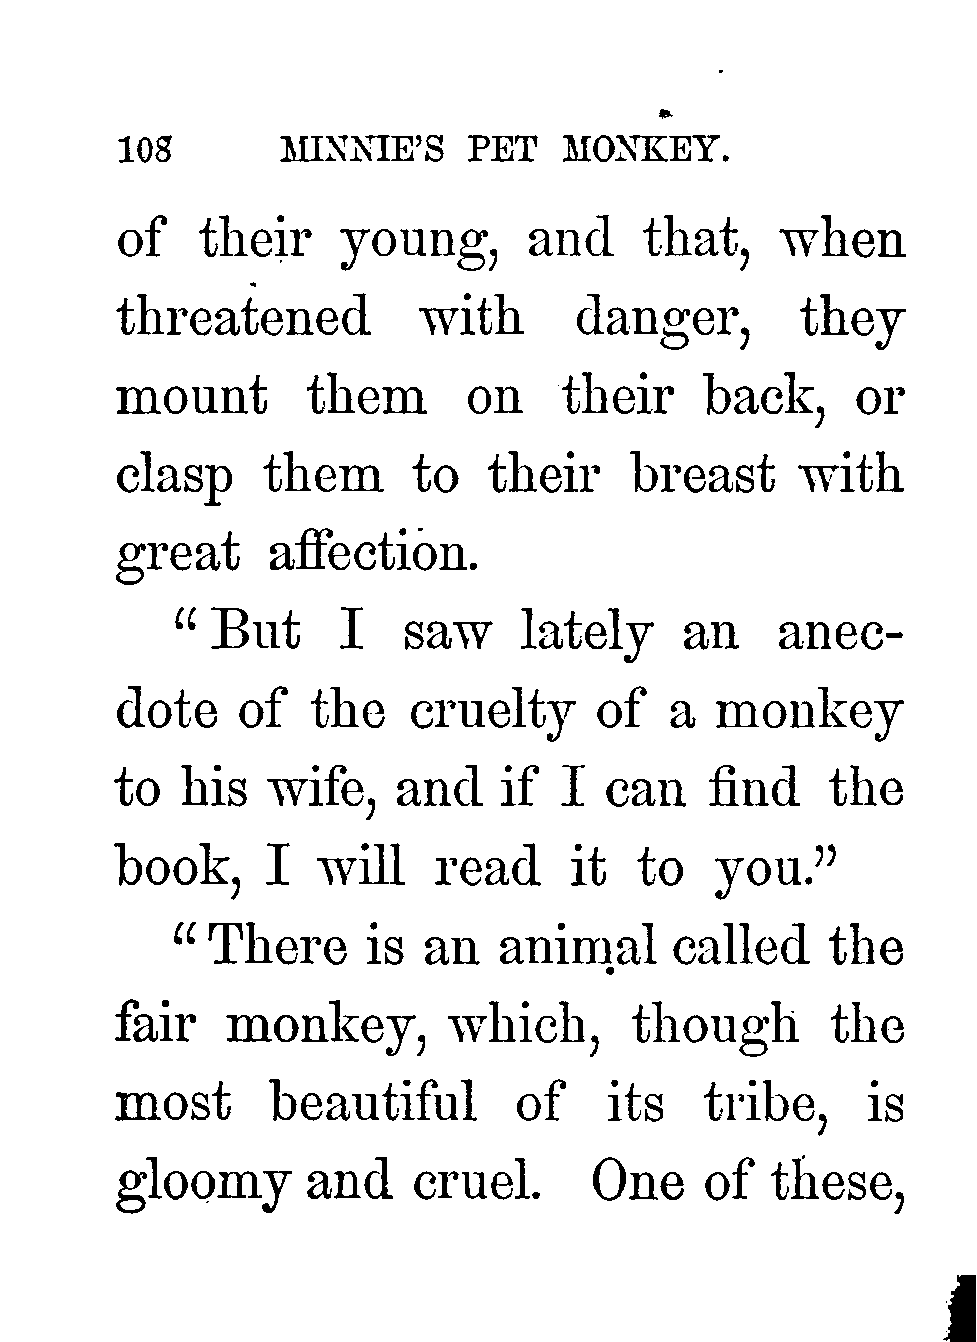 108 MINNIE'S PET MONKEY.
of their young, and that, when
threatened with danger, they
mount them on their back, or
clasp them to their breast with
great affection.
“But I saw lately an anec-
dote of the cruelty of a monkey
to his wife, and if I can find the
book, I will read it to you.”
“There is an animal called the
fair monkey, which, though the
most beautiful of its tribe, is
gloomy and cruel. One of these,